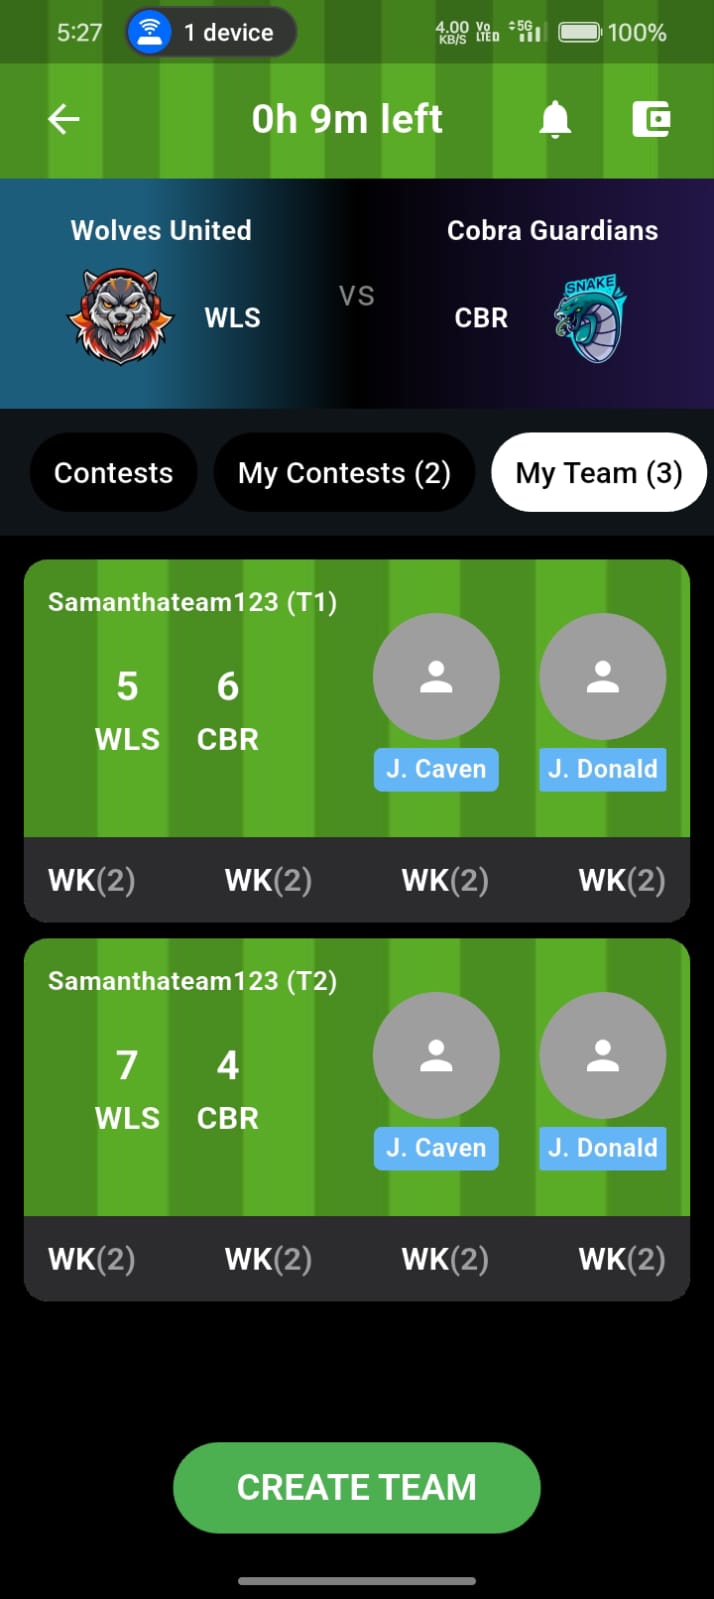 5:27 1 device 4.00 KB/S Vo LTED 5G 100%
0h 9m left
Wolves United Cobra Guardians
WLS VS CBR SNAKE
Contests My Contests (2) My Team (3)
Samanthateam123 (T1)
5 6
WLS CBR
J. Caven J. Donald
WK(2) WK(2) WK(2) WK(2)
Samanthateam123 (T2)
7 4
WLS CBR
J. Caven J. Donald
WK(2) WK(2) WK(2) WK(2)
CREATE TEAM